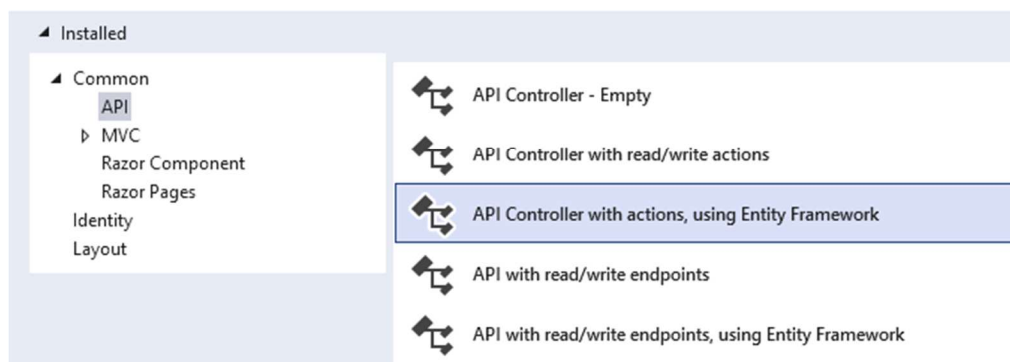 Installed
Common
API
MVC
Razor Component
Razor Pages
Identity
Layout
API Controller - Empty
API Controller with read/write actions
API Controller with actions, using Entity Framework
API with read/write endpoints
API with read/write endpoints, using Entity Framework